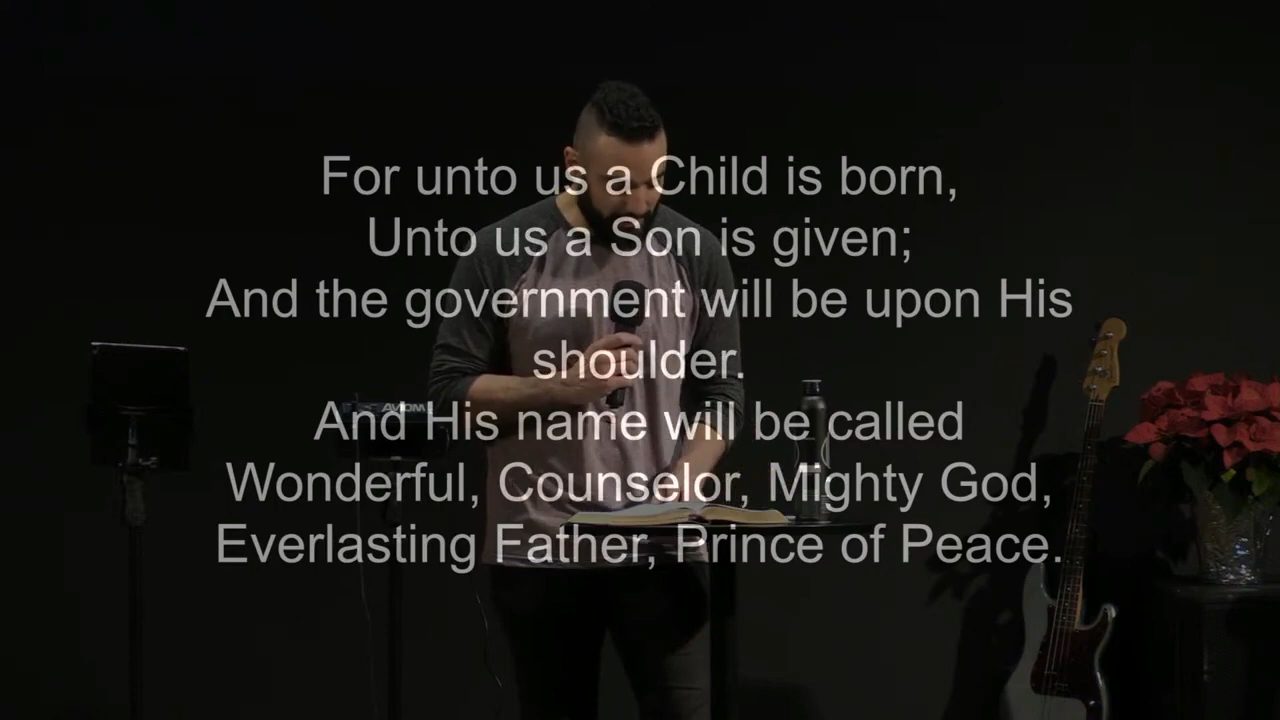 For unto us a Child is born,
Unto us a Son is given;
And the government will be upon His
shoulder.
And His name will be called
Wonderful, Counselor, Mighty God,
Everlasting Father, Prince of Peace.
AVIOM